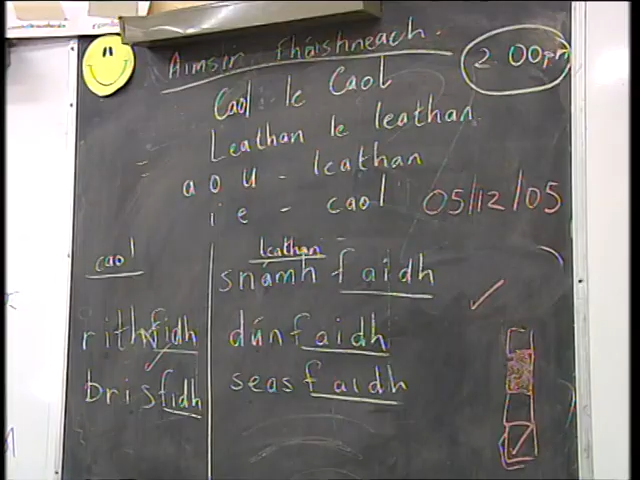 Aimsir Fháishneach.
2.00pm
Caol le Caol
Leathan le leathan.
= a o u - leathan
i e - caol
05/12/05
caol
leathan
snámhfaidh
rithfidh
dúnfaidh
brisfidh
seasfaidh